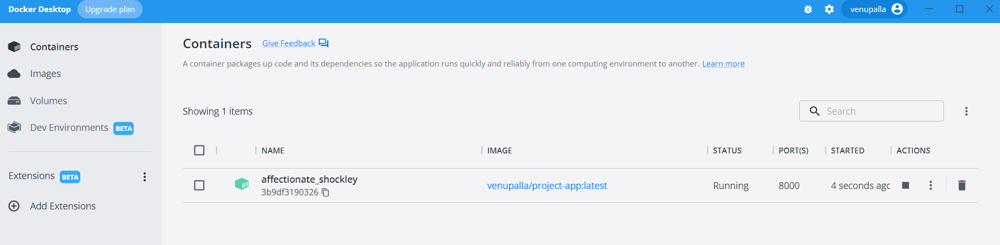 Docker Desktop Upgrade plan venupalla
Containers
Images
Volumes
Dev Environments BETA
Extensions BETA
Add Extensions
Containers Give Feedback
A container packages up code and its dependencies so the application runs quickly and reliably from one computing environment to another. Learn more
Showing 1 items Search
NAME IMAGE STATUS PORT(S) STARTED ACTIONS
affectionate_shockley
3b9df3190326 venupalla/project-app:latest Running 8000 4 seconds agc